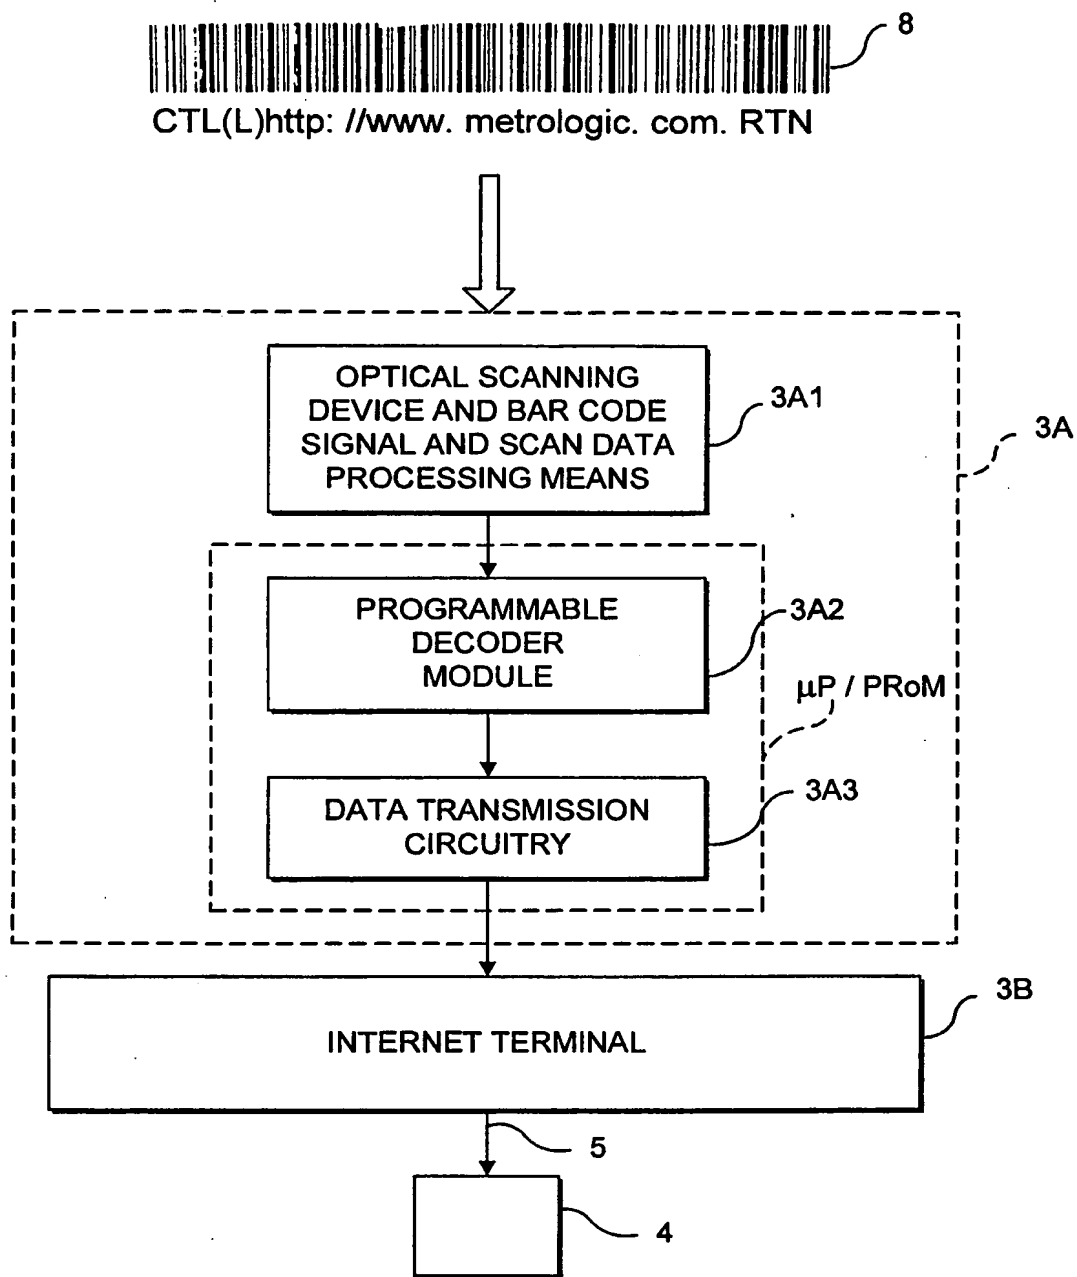 8
CTL(L)http: //www. metrologic. com. RTN
OPTICAL SCANNING
DEVICE AND BAR CODE
SIGNAL AND SCAN DATA
PROCESSING MEANS
3A1
3A
PROGRAMMABLE
DECODER
MODULE
3A2
μP / PRoM
DATA TRANSMISSION
CIRCUITRY
3A3
INTERNET TERMINAL
3B
5
4